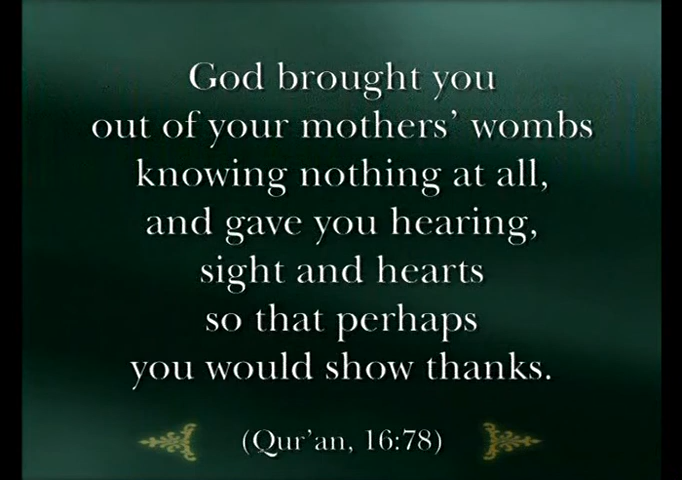 God brought you
out of your mothers’ wombs
knowing nothing at all,
and gave you hearing,
sight and hearts
so that perhaps
you would show thanks.
(Qur’an, 16:78)